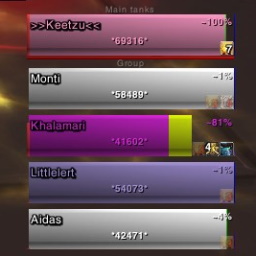 Main tanks
>>Keetzu<< ~100%
*69316*
7
Group
Monti ~1%
*58489*
Khalamari ~81%
*41602*
4
Littlelert ~1%
*54073*
Aidas ~4%
*42471*